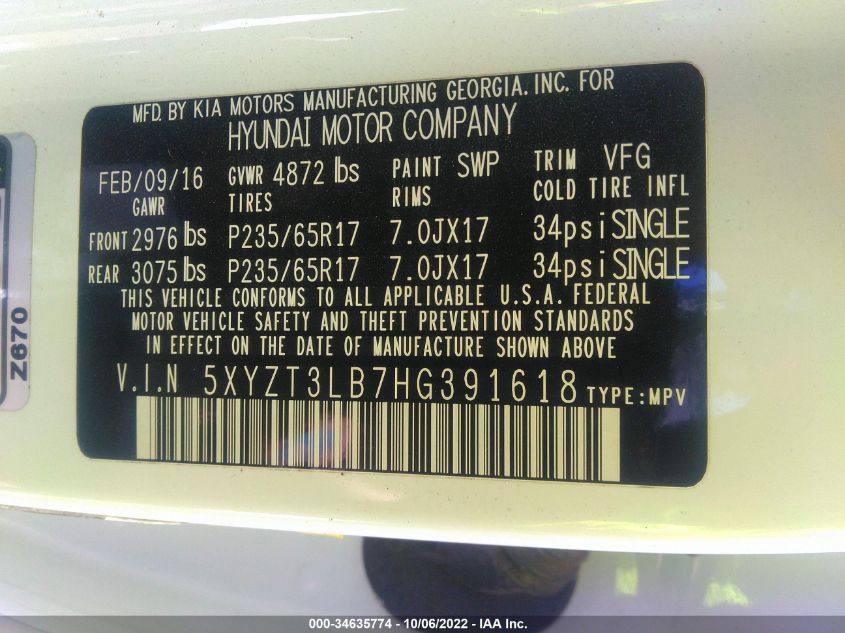 MFD. BY KIA MOTORS MANUFACTURING GEORGIA, INC. FOR
HYUNDAI MOTOR COMPANY
FEB/09/16 GVWR 4872 lbs PAINT SWP TRIM VFG
GAWR TIRES RIMS COLD TIRE INFL
FRONT 2976 lbs P235/65R17 7.0JX17 34psi SINGLE
REAR 3075 lbs P235/65R17 7.0JX17 34psi SINGLE
THIS VEHICLE CONFORMS TO ALL APPLICABLE U.S.A. FEDERAL
MOTOR VEHICLE SAFETY AND THEFT PREVENTION STANDARDS
IN EFFECT ON THE DATE OF MANUFACTURE SHOWN ABOVE
V.I.N 5XYZT3LB7HG391618 TYPE:MPV
Z670
000-34635774 - 10/06/2022 - IAA Inc.